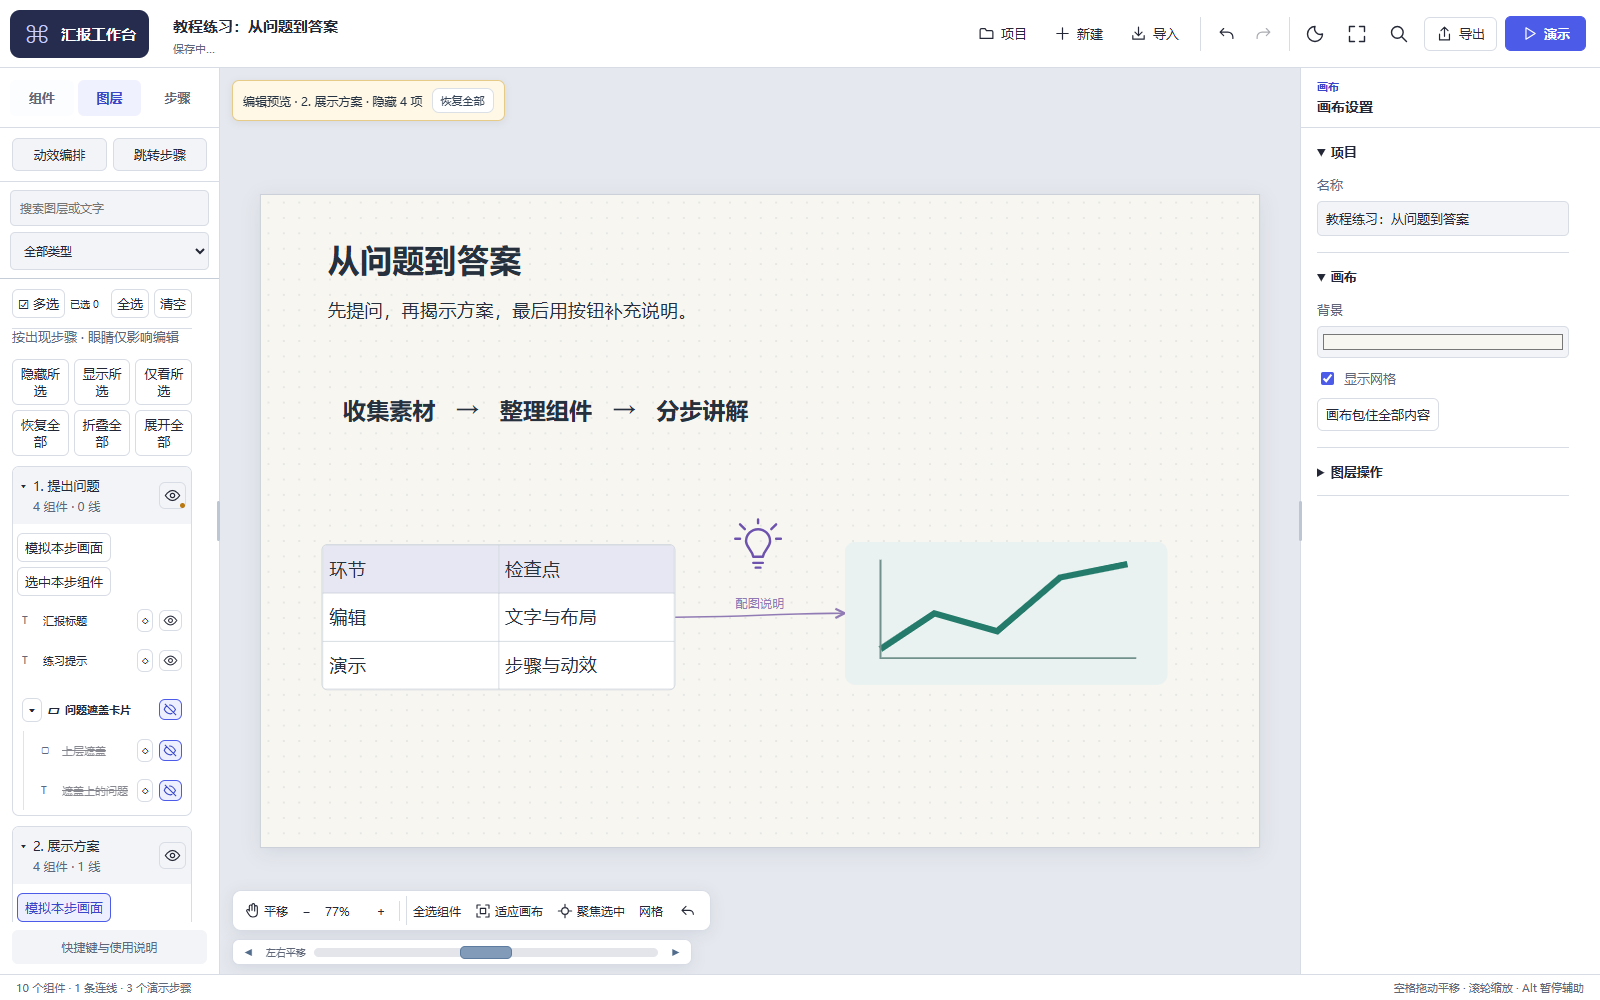 汇报工作台
教程练习：从问题到答案
保存中...
项目
新建
导入
导出
演示
组件
图层
步骤
动效编排
跳转步骤
搜索图层或文字
全部类型
多选
已选 0
全选
清空
按出现步骤 · 眼睛仅影响编辑
隐藏所选
显示所选
仅看所选
恢复全部
折叠全部
展开全部
1. 提出问题
4 组件 · 0 线
模拟本步画面
选中本步组件
T 汇报标题
T 练习提示
问题遮盖卡片
上层遮盖
T 遮盖上的问题
2. 展示方案
4 组件 · 1 线
模拟本步画面
快捷键与使用说明
10 个组件 · 1 条连线 · 3 个演示步骤
编辑预览 · 2. 展示方案 · 隐藏 4 项
恢复全部
从问题到答案
先提问，再揭示方案，最后用按钮补充说明。
收集素材 → 整理组件 → 分步讲解
环节 检查点
编辑 文字与布局
演示 步骤与动效
配图说明
平移
− 77% +
全选组件
适应画布
聚焦选中
网格
左右平移
画布
画布设置
项目
名称
教程练习：从问题到答案
画布
背景
显示网格
画布包住全部内容
图层操作
空格拖动平移 · 滚轮缩放 · Alt 暂停辅助